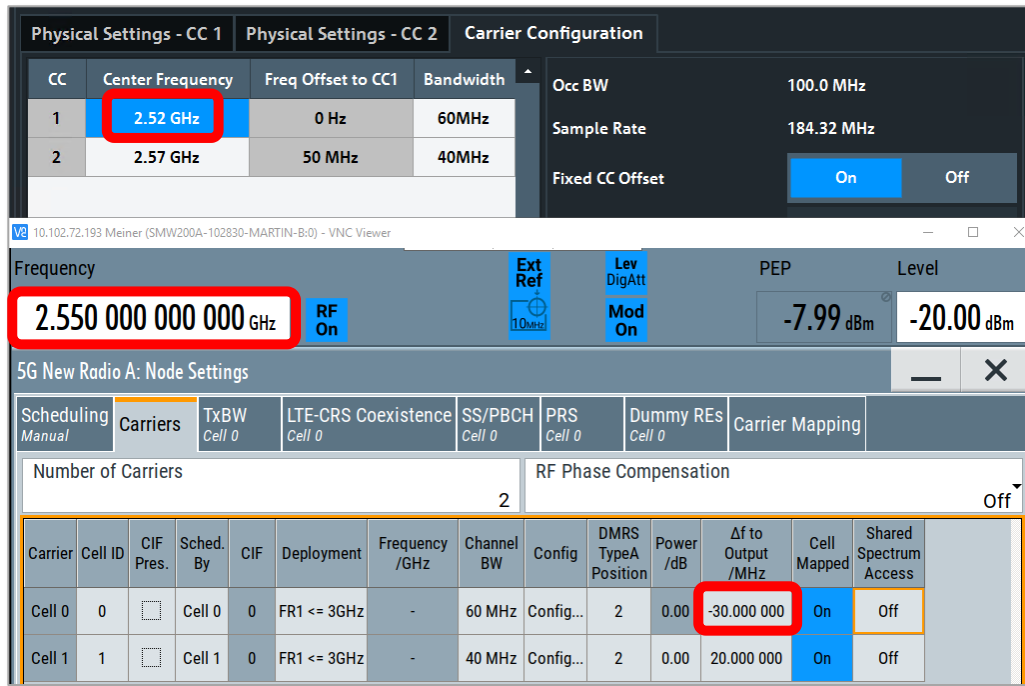 Physical Settings - CC 1 Physical Settings - CC 2 Carrier Configuration
CC Center Frequency Freq Offset to CC1 Bandwidth
1 2.52 GHz 0 Hz 60MHz
2 2.57 GHz 50 MHz 40MHz
Occ BW 100.0 MHz
Sample Rate 184.32 MHz
Fixed CC Offset On Off
V2 10.102.72.193 Meiner (SMW200A-102830-MARTIN-B:0) - VNC Viewer
Frequency
2.550 000 000 000 GHz
RF
On
Ext
Ref
10MHz
Lev
DigAtt
Mod
On
PEP
-7.99 dBm
Level
-20.00 dBm
5G New Radio A: Node Settings
Scheduling
Manual
Carriers
TxBW
Cell 0
LTE-CRS Coexistence
Cell 0
SS/PBCH
Cell 0
PRS
Cell 0
Dummy REs
Cell 0
Carrier Mapping
Number of Carriers
2
RF Phase Compensation
Off
Carrier
Cell ID
CIF
Pres.
Sched.
By
CIF
Deployment
Frequency
/GHz
Channel
BW
Config
DMRS
TypeA
Position
Power
/dB
Δf to
Output
/MHz
Cell
Mapped
Shared
Spectrum
Access
Cell 0 0 Cell 0 0 FR1 <= 3GHz - 60 MHz Config... 2 0.00 -30.000 000 On Off
Cell 1 1 Cell 1 0 FR1 <= 3GHz - 40 MHz Config... 2 0.00 20.000 000 On Off